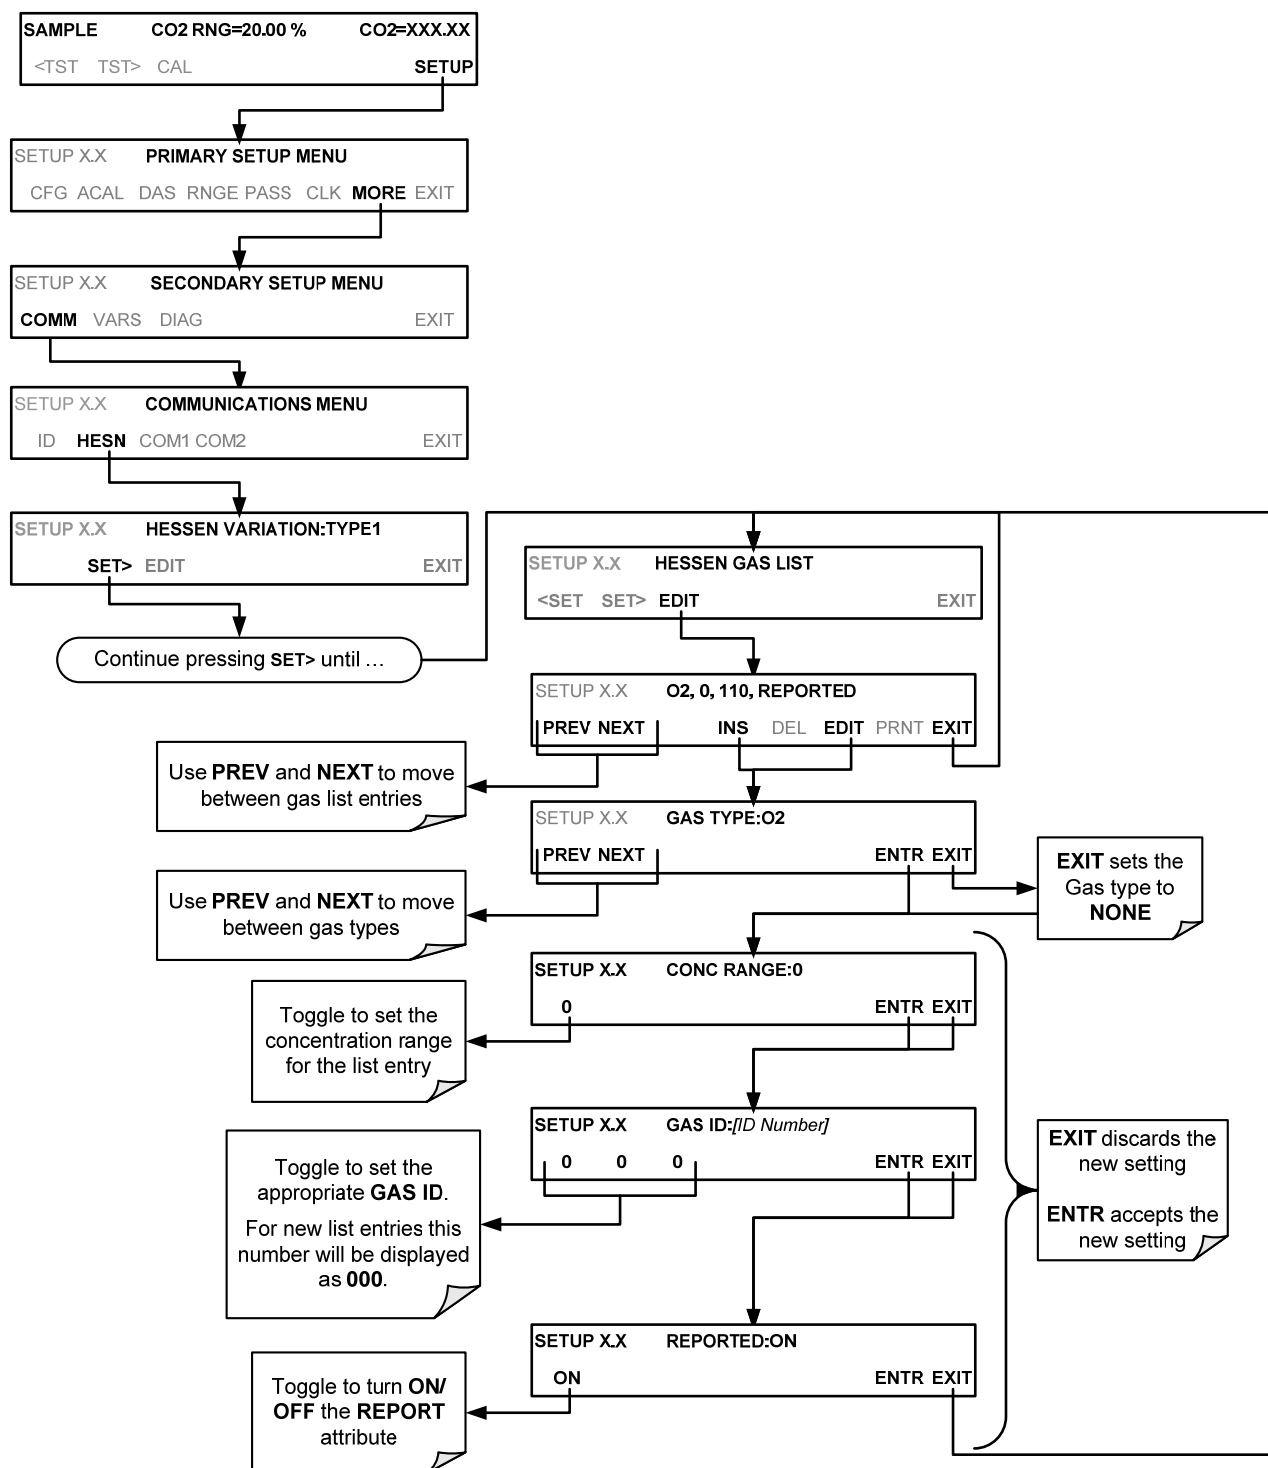 SAMPLE CO2 RNG=20.00 % CO2=XXX.XX
<TST TST> CAL SETUP
SETUP X.X PRIMARY SETUP MENU
CFG ACAL DAS RNGE PASS CLK MORE EXIT
SETUP X.X SECONDARY SETUP MENU
COMM VARS DIAG EXIT
SETUP X.X COMMUNICATIONS MENU
ID HESN COM1 COM2 EXIT
SETUP X.X HESSEN VARIATION:TYPE1
SET> EDIT EXIT
Continue pressing SET> until …
SETUP X.X HESSEN GAS LIST
<SET SET> EDIT EXIT
SETUP X.X O2, 0, 110, REPORTED
PREV NEXT INS DEL EDIT PRNT EXIT
Use PREV and NEXT to move
between gas list entries
SETUP X.X GAS TYPE:O2
PREV NEXT ENTR EXIT
EXIT sets the
Gas type to
NONE
Use PREV and NEXT to move
between gas types
SETUP X.X CONC RANGE:0
0 ENTR EXIT
Toggle to set the
concentration range
for the list entry
SETUP X.X GAS ID:[ID Number]
0 0 0 ENTR EXIT
Toggle to set the
appropriate GAS ID.
For new list entries this
number will be displayed
as 000.
EXIT discards the
new setting
ENTR accepts the
new setting
SETUP X.X REPORTED:ON
ON ENTR EXIT
Toggle to turn ON/
OFF the REPORT
attribute